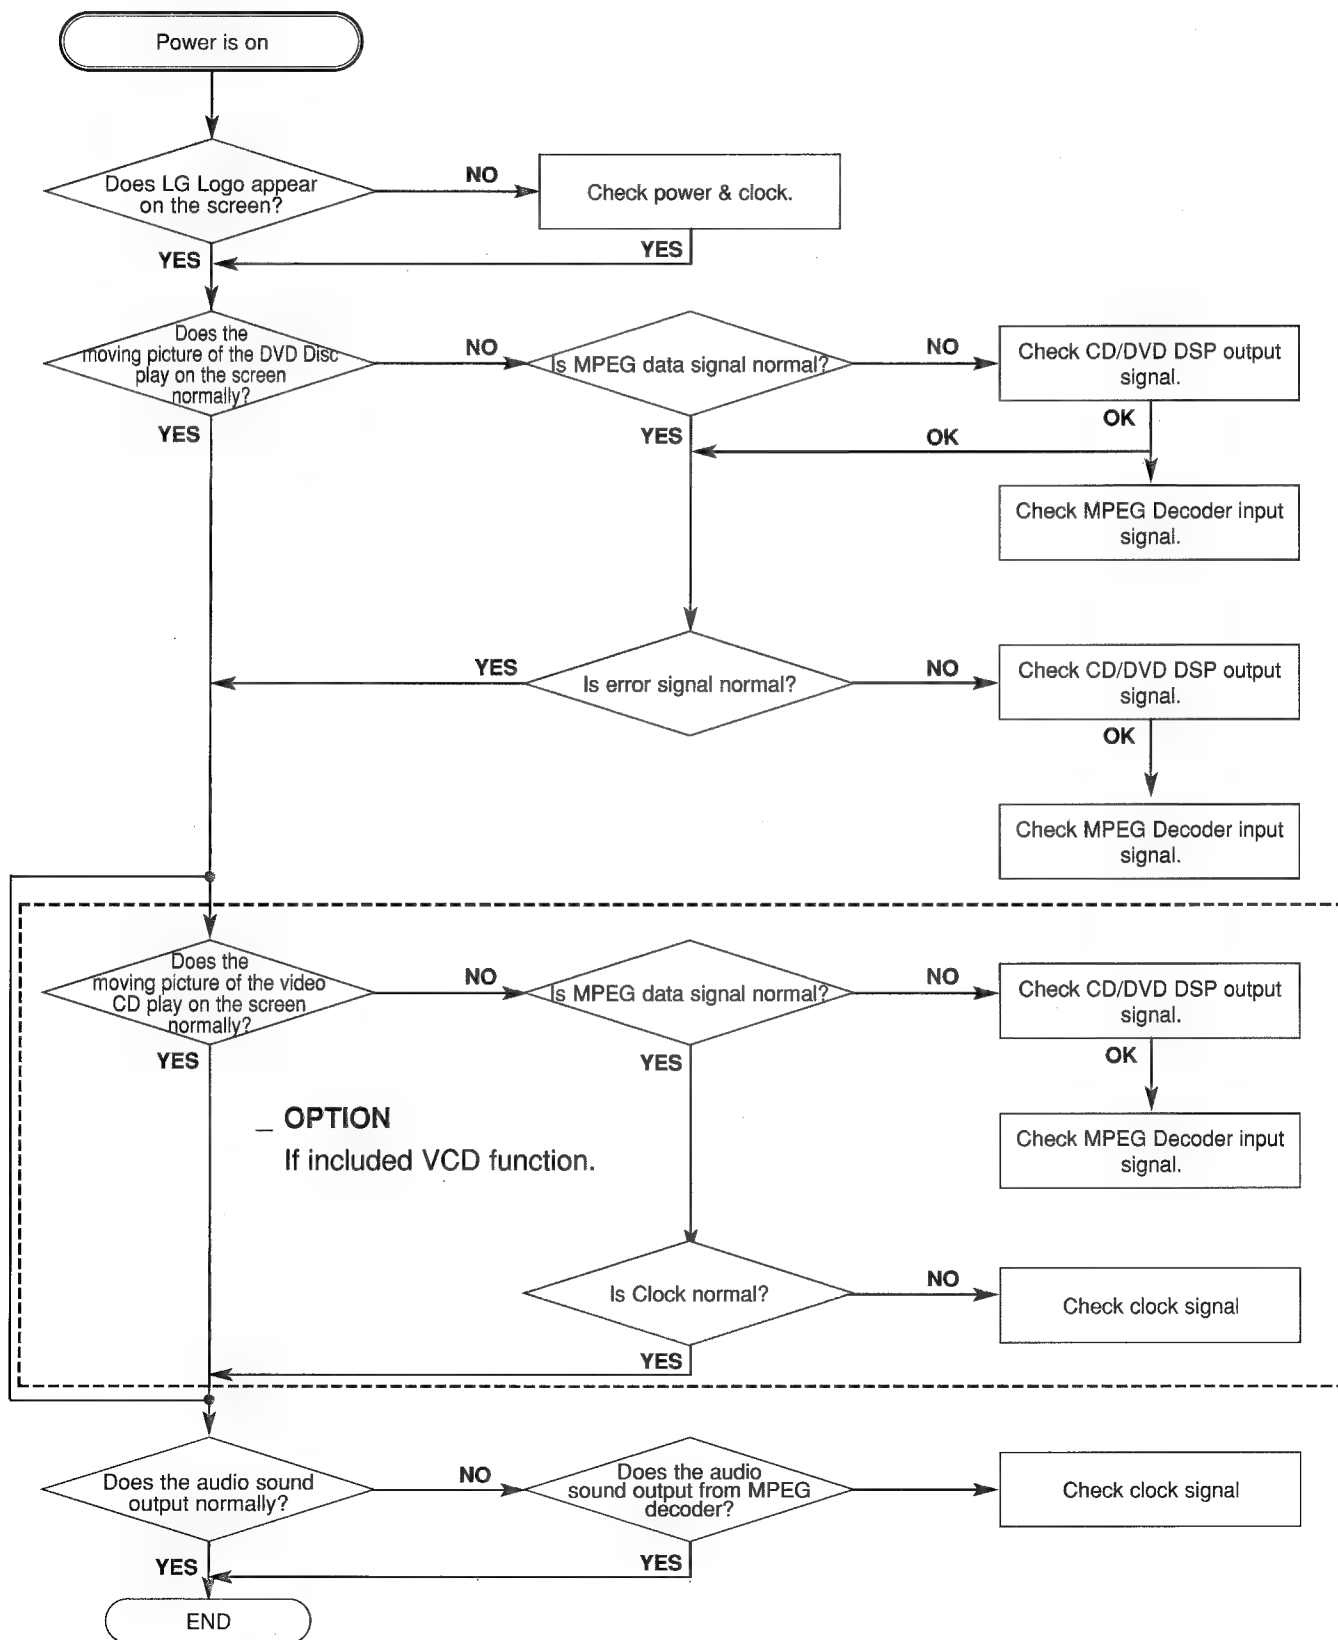 Power is on
Does LG Logo appear
on the screen?
NO
Check power & clock.
YES
YES
Does the
moving picture of the DVD Disc
play on the screen
normally?
NO
Is MPEG data signal normal?
NO
Check CD/DVD DSP output
signal.
YES
YES
OK
OK
Check MPEG Decoder input
signal.
YES
Is error signal normal?
NO
Check CD/DVD DSP output
signal.
OK
Check MPEG Decoder input
signal.
Does the
moving picture of the video
CD play on the screen
normally?
NO
Is MPEG data signal normal?
NO
Check CD/DVD DSP output
signal.
YES
YES
OK
_ OPTION
If included VCD function.
Check MPEG Decoder input
signal.
Is Clock normal?
NO
Check clock signal
YES
Does the audio sound
output normally?
NO
Does the audio
sound output from MPEG
decoder?
Check clock signal
YES
YES
END